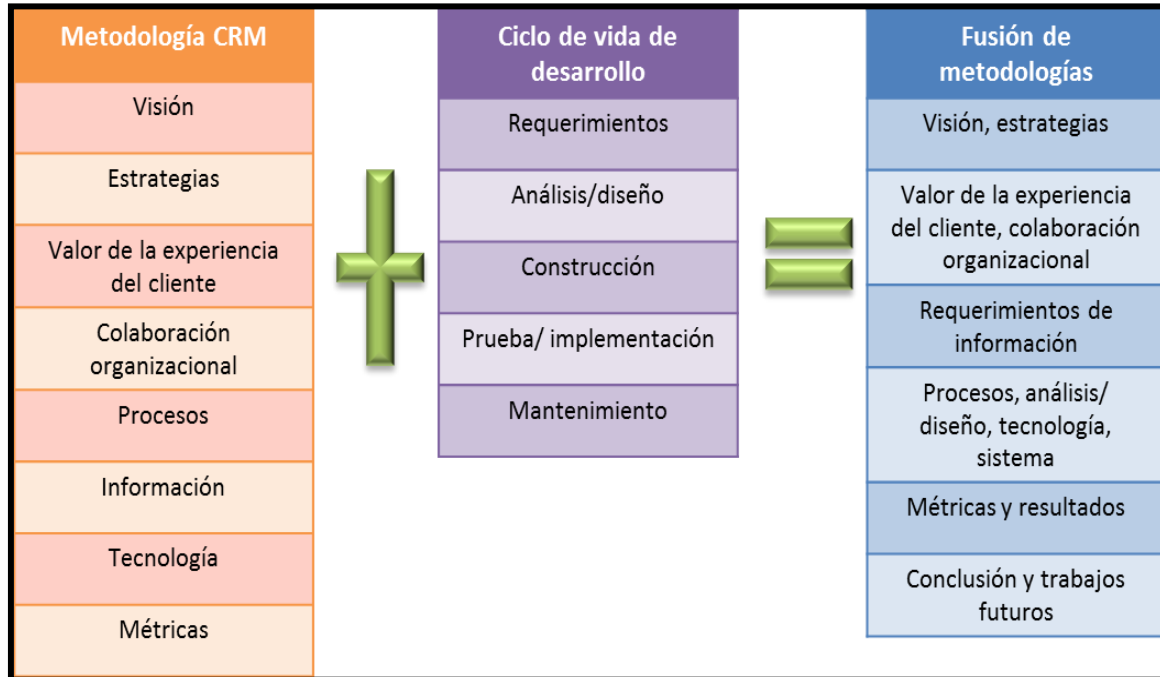 Metodología CRM
Visión
Estrategias
Valor de la experiencia
del cliente
Colaboración
organizacional
Procesos
Información
Tecnología
Métricas
Ciclo de vida de
desarrollo
Requerimientos
Análisis/diseño
Construcción
Prueba/ implementación
Mantenimiento
Fusión de
metodologías
Visión, estrategias
Valor de la experiencia
del cliente, colaboración
organizacional
Requerimientos de
información
Procesos, análisis/
diseño, tecnología,
sistema
Métricas y resultados
Conclusión y trabajos
futuros